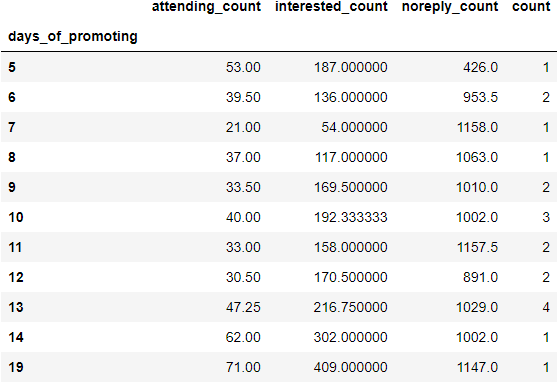 attending_count interested_count noreply_count count
days_of_promoting
5 53.00 187.000000 426.0 1
6 39.50 136.000000 953.5 2
7 21.00 54.000000 1158.0 1
8 37.00 117.000000 1063.0 1
9 33.50 169.500000 1010.0 2
10 40.00 192.333333 1002.0 3
11 33.00 158.000000 1157.5 2
12 30.50 170.500000 891.0 2
13 47.25 216.750000 1029.0 4
14 62.00 302.000000 1002.0 1
19 71.00 409.000000 1147.0 1